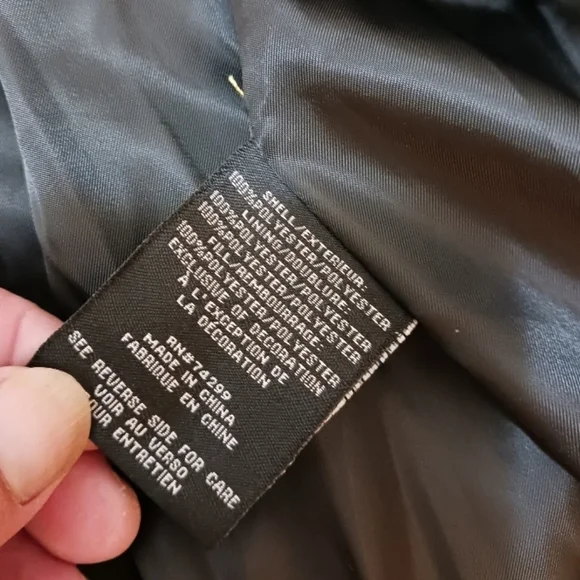 SHELL/EXTERIEUR:
100%POLYESTER/POLYESTER
LINING/DOUBLURE:
100%POLYESTER/POLYESTER
FILL/REMBOURRAGE:
100%POLYESTER/POLYESTER
EXCLUSIVE OF DECORATION
À L'EXCEPTION DE
LA DÉCORATION
RN#74299
MADE IN CHINA
FABRIQUE EN CHINE
SEE REVERSE SIDE FOR CARE
VOIR AU VERSO
POUR ENTRETIEN